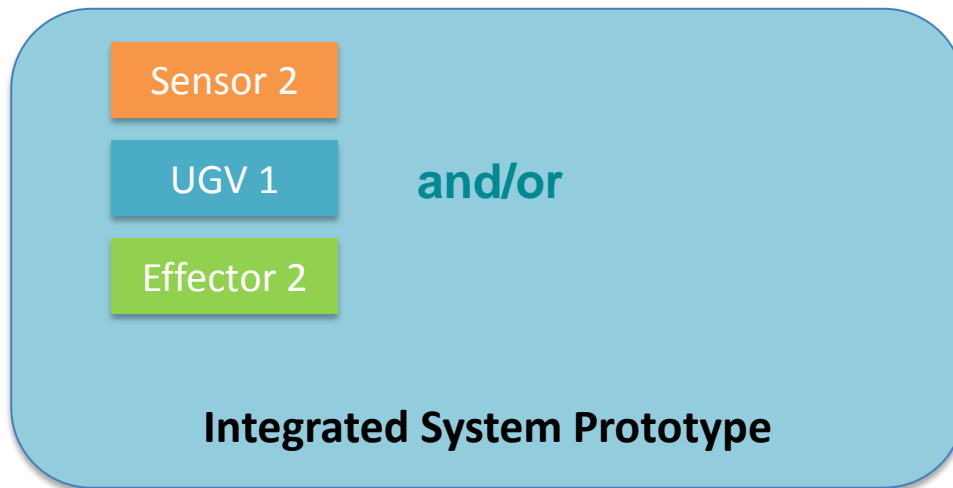 Sensor 2
UGV 1
and/or
Effector 2
Integrated System Prototype